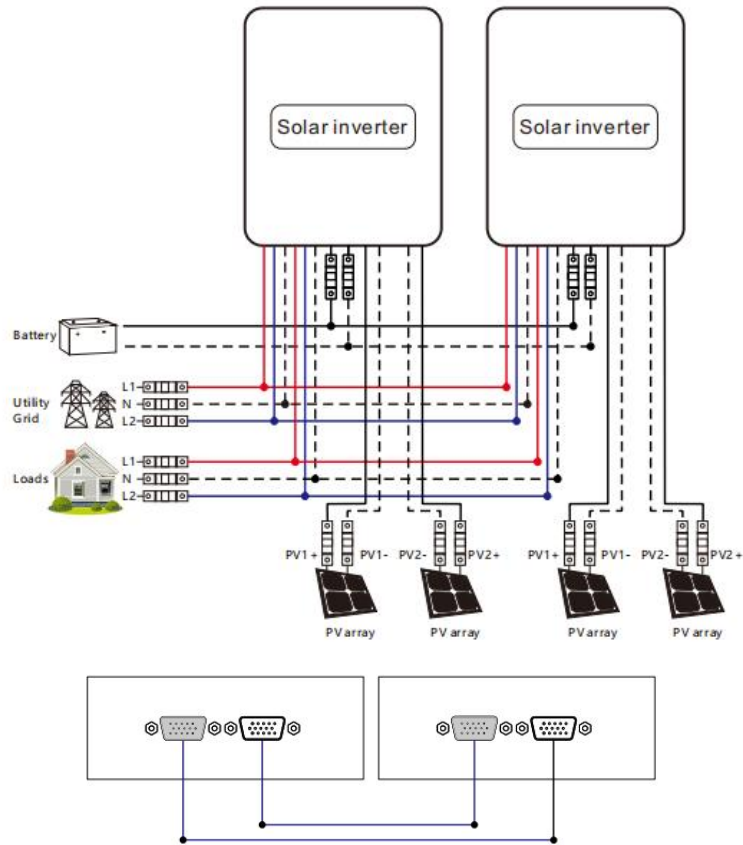 Solar inverter
Solar inverter
Battery
Utility
Grid
L1
N
L2
Loads
L1
N
L2
PV1+
PV1-
PV2-
PV2+
PV1+
PV1-
PV2-
PV2+
PV array
PV array
PV array
PV array